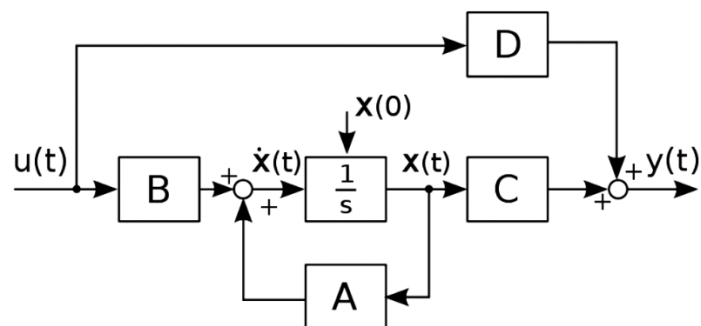 D
x(0)
u(t)
B
+
ẋ(t)
+
1
s
x(t)
C
+
+
y(t)
A